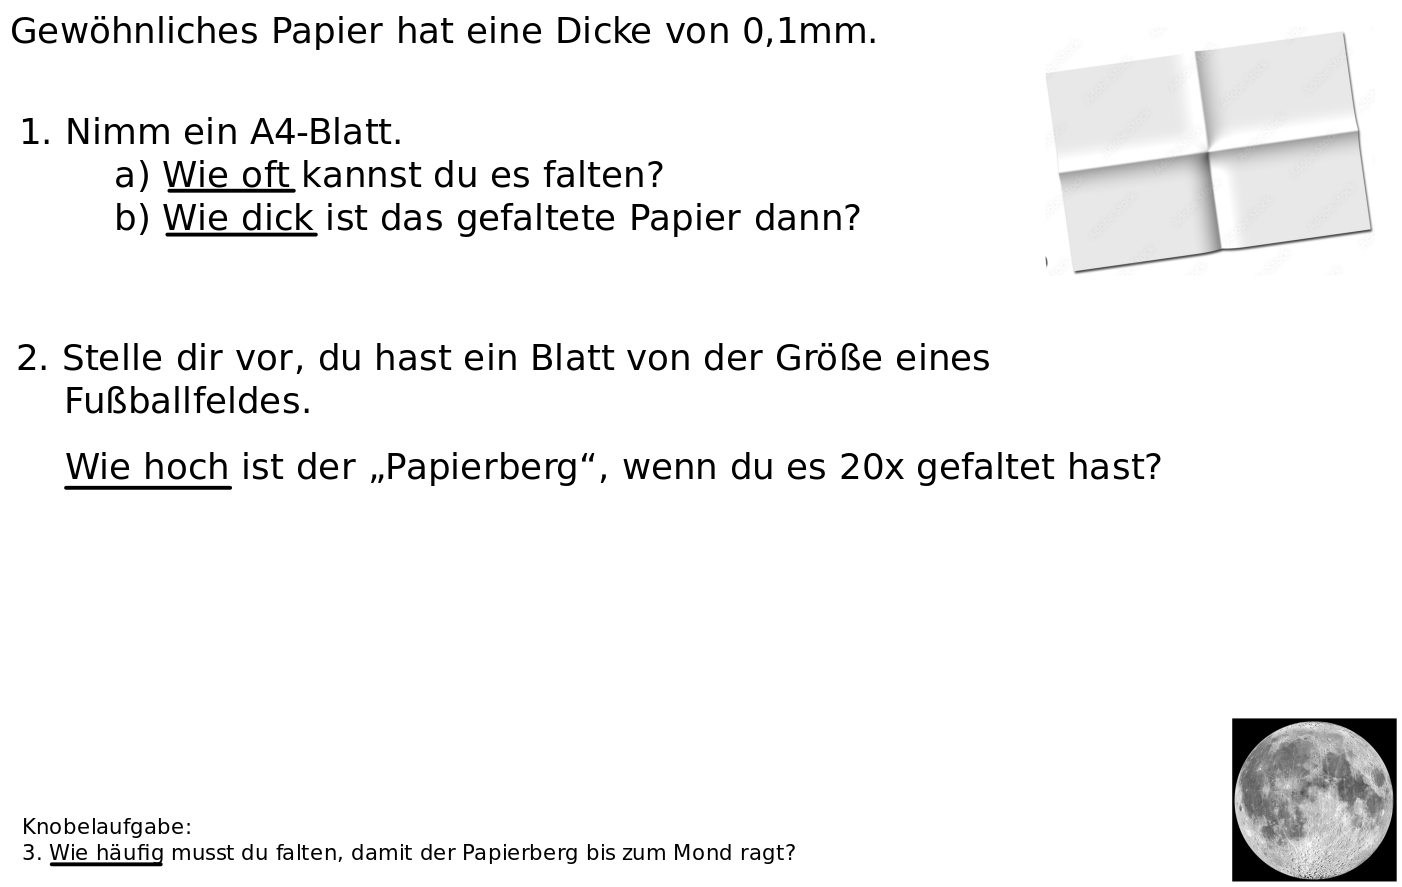 Gewöhnliches Papier hat eine Dicke von 0,1mm.
1. Nimm ein A4-Blatt.
a) Wie oft kannst du es falten?
b) Wie dick ist das gefaltete Papier dann?
2. Stelle dir vor, du hast ein Blatt von der Größe eines
Fußballfeldes.
Wie hoch ist der „Papierberg“, wenn du es 20x gefaltet hast?
Knobelaufgabe:
3. Wie häufig musst du falten, damit der Papierberg bis zum Mond ragt?